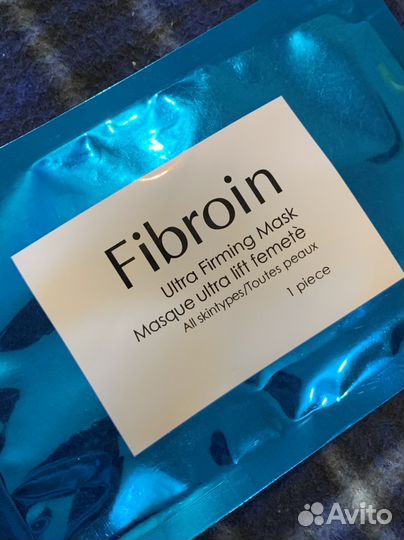 Fibroin
Ultra Firming Mask
Masque ultra lift femetè
All skintypes/Toutes peaux
1 piece
Avito